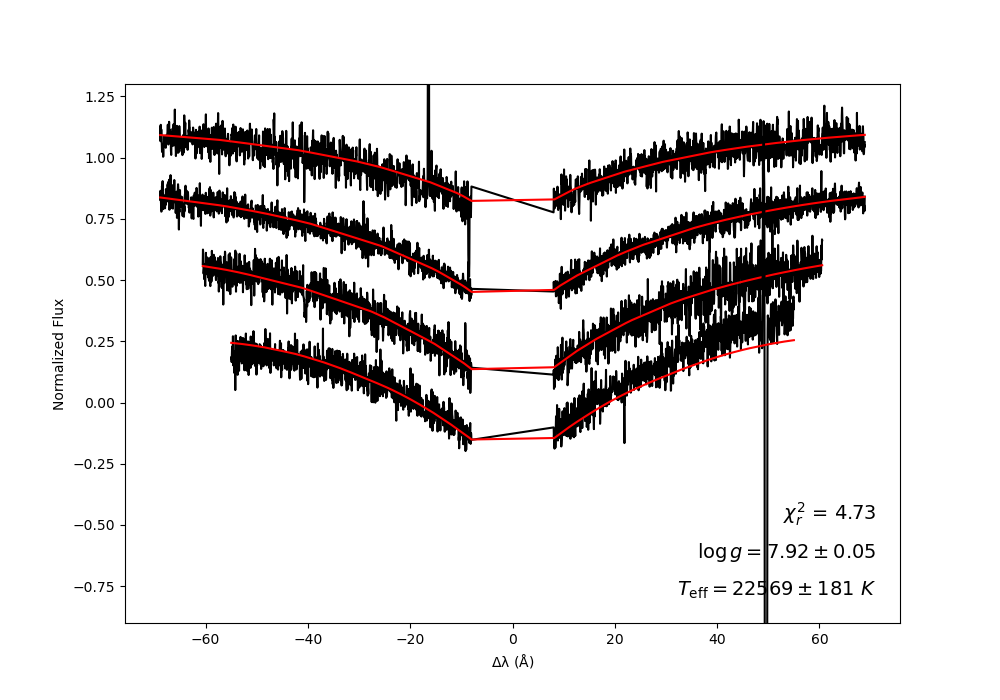 1.25
1.00
0.75
0.50
0.25
0.00
−0.25
−0.50
−0.75
Normalized Flux
χ²ᵣ = 4.73
log g = 7.92 ± 0.05
T_eff = 22569 ± 181 K
−60 −40 −20 0 20 40 60
Δλ (Å)